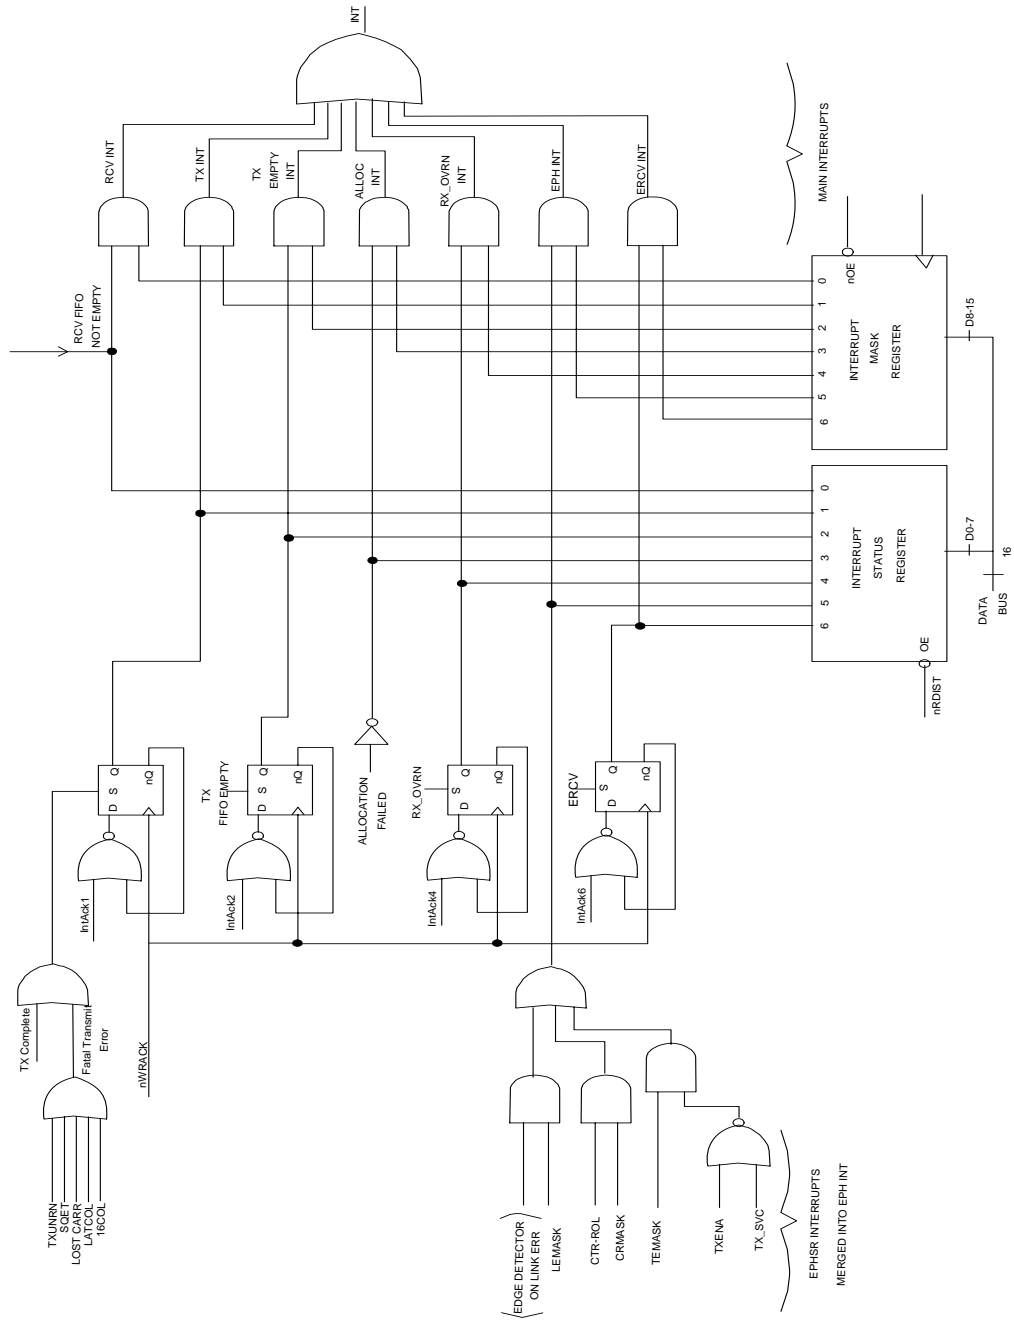 INT
RCV INT
TX INT
TX
EMPTY
INT
ALLOC
INT
RX_OVRN
INT
EPH INT
ERCV INT
MAIN INTERRUPTS
RCV FIFO
NOT EMPTY
nOE
0
1
2
3
4
5
6
INTERRUPT
MASK
REGISTER
D8-15
0
1
2
3
4
5
6
INTERRUPT
STATUS
REGISTER
D0-7
OE
nRDIST
DATA
BUS
16
D
S
Q
nQ
IntAck1
TX
FIFO EMPTY
D
S
Q
nQ
IntAck2
ALLOCATION
FAILED
RX_OVRN
D
S
Q
nQ
IntAck4
ERCV
D
S
Q
nQ
IntAck6
TX Complete
Fatal Transmit
Error
nWRACK
TXUNRN
SQET
LOST CARR
LATCOL
16COL
EDGE DETECTOR
ON LINK ERR
LEMASK
CTR-ROL
CRMASK
TEMASK
TXENA
TX_SVC
EPHSR INTERRUPTS
MERGED INTO EPH INT